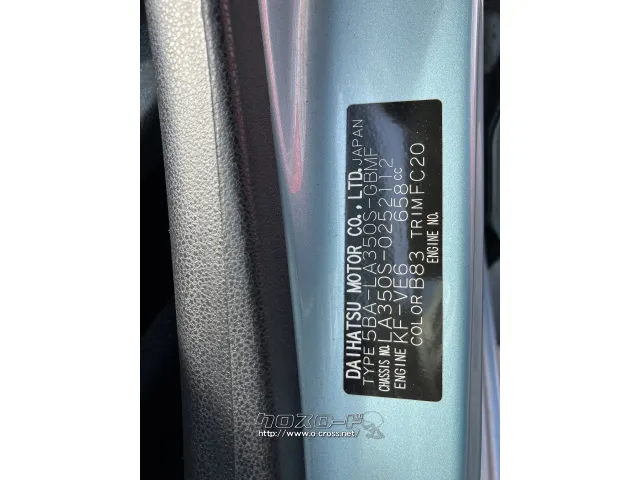 DAIHATSU MOTOR CO., LTD. JAPAN
TYPE 5BA-LA350S-GBMF
CHASSIS NO. LA350S-0252112
ENGINE KF-VE6 658cc
COLOR B83 TRIM FC20
ENGINE NO.
クロスロード
http://www.o-cross.net/